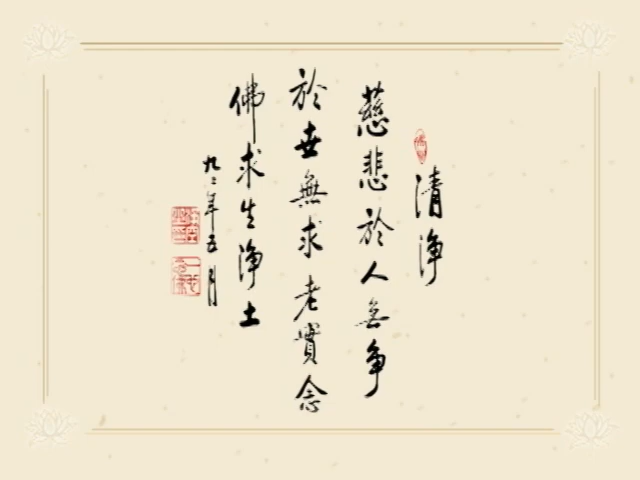 清淨
慈悲於人無争
於世無求老實念
佛求生淨土
九二年五月